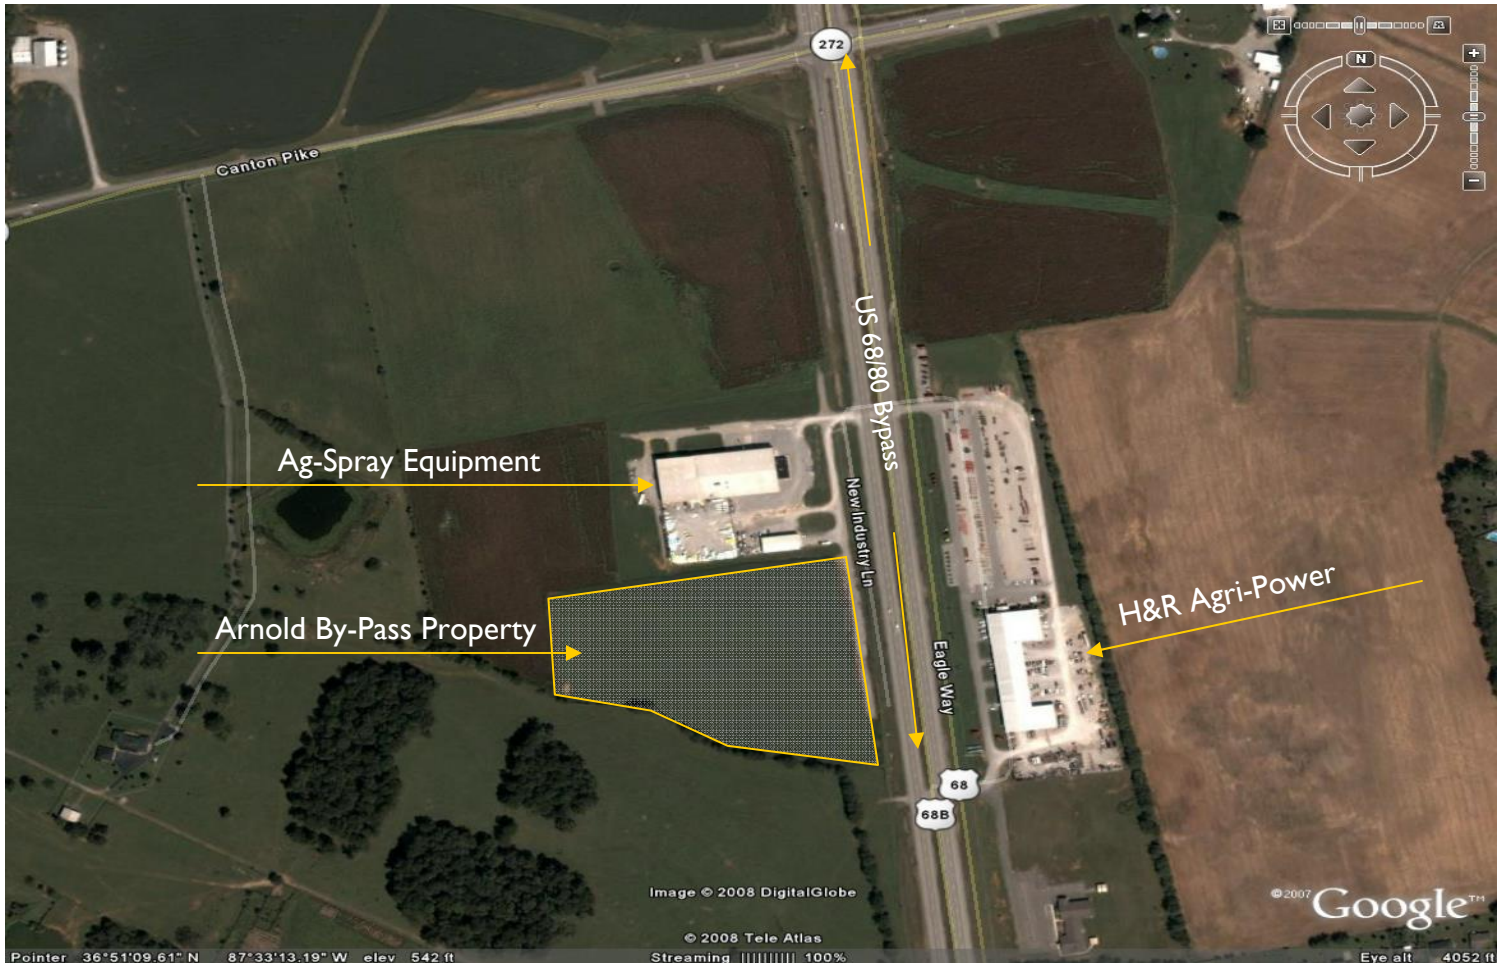 272
N
Canton Pike
US 68/80 Bypass
Ag-Spray Equipment
New Industry Ln
H&R Agri-Power
Arnold By-Pass Property
Eagle Way
68
68B
Image © 2008 DigitalGlobe
©2007 Google™
© 2008 Tele Atlas
Pointer 36°51'09.61" N 87°33'13.19" W elev 542 ft Streaming |||||||||| 100% Eye alt 4052 ft